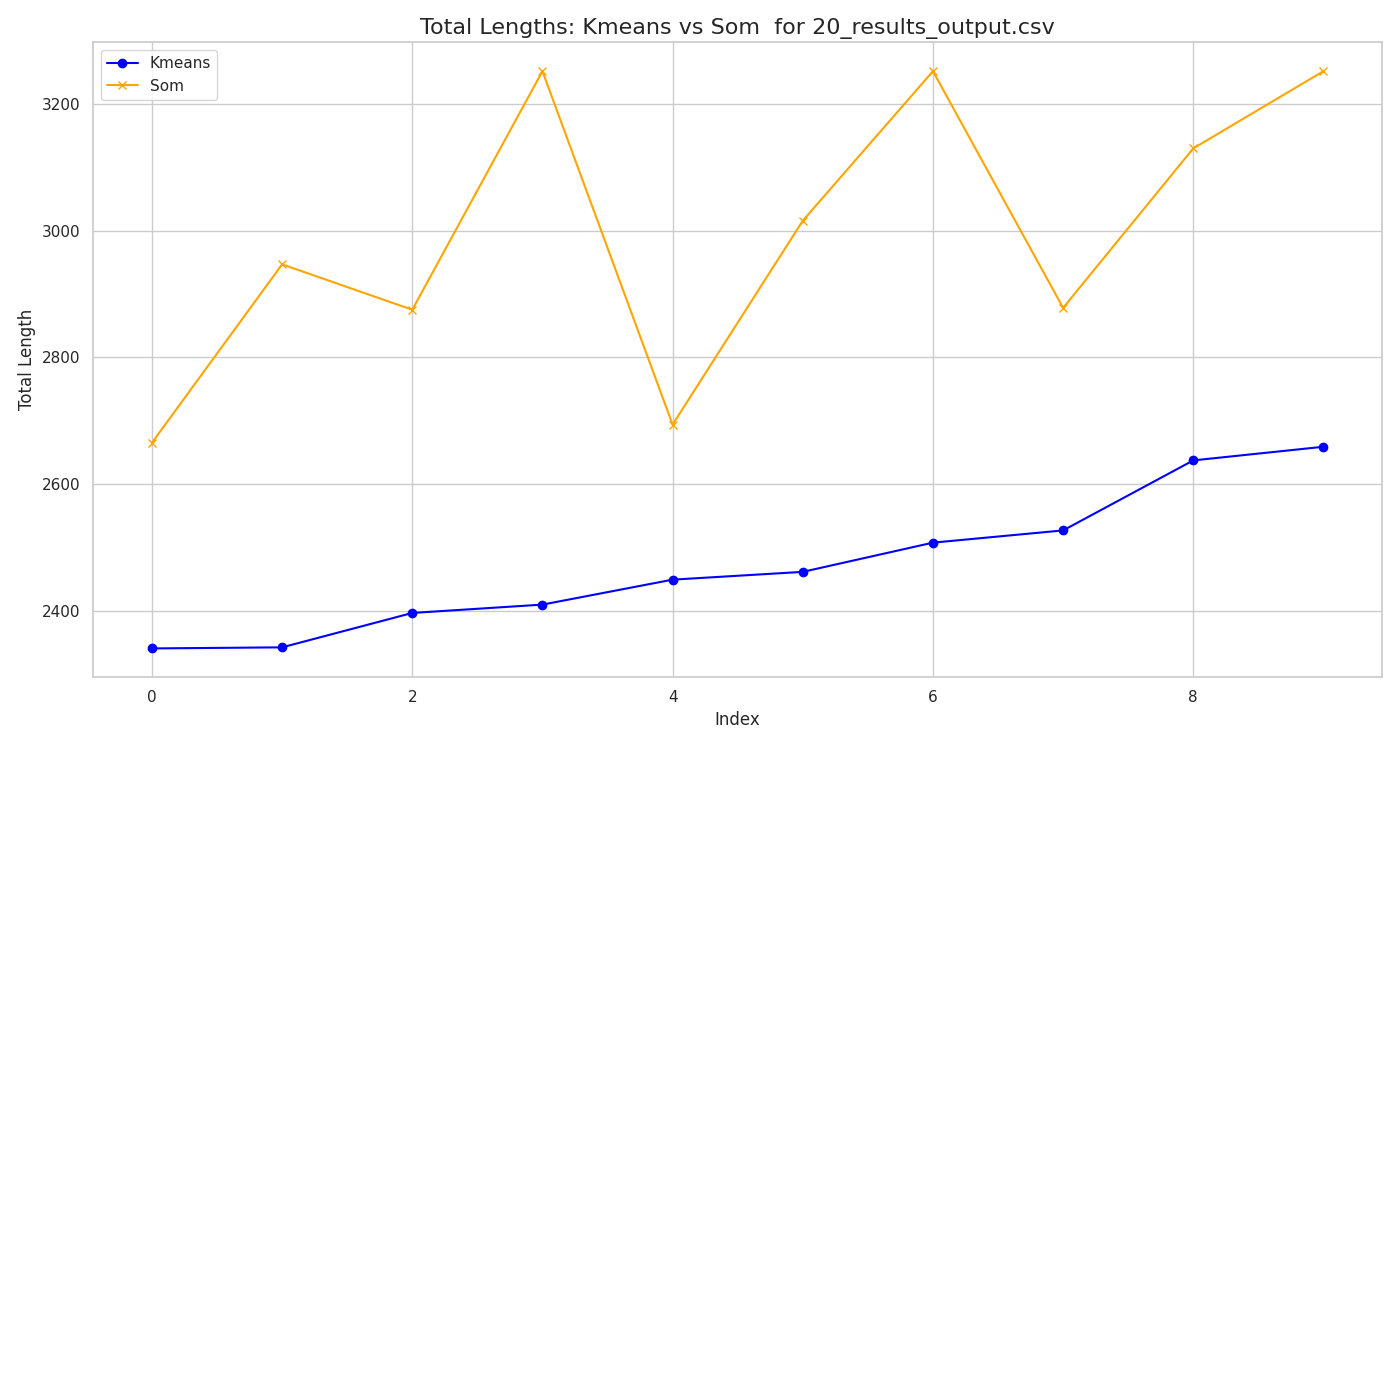 Total Lengths: Kmeans vs Som  for 20_results_output.csv
Kmeans
Som
Total Length
3200
3000
2800
2600
2400
0
2
4
6
8
Index